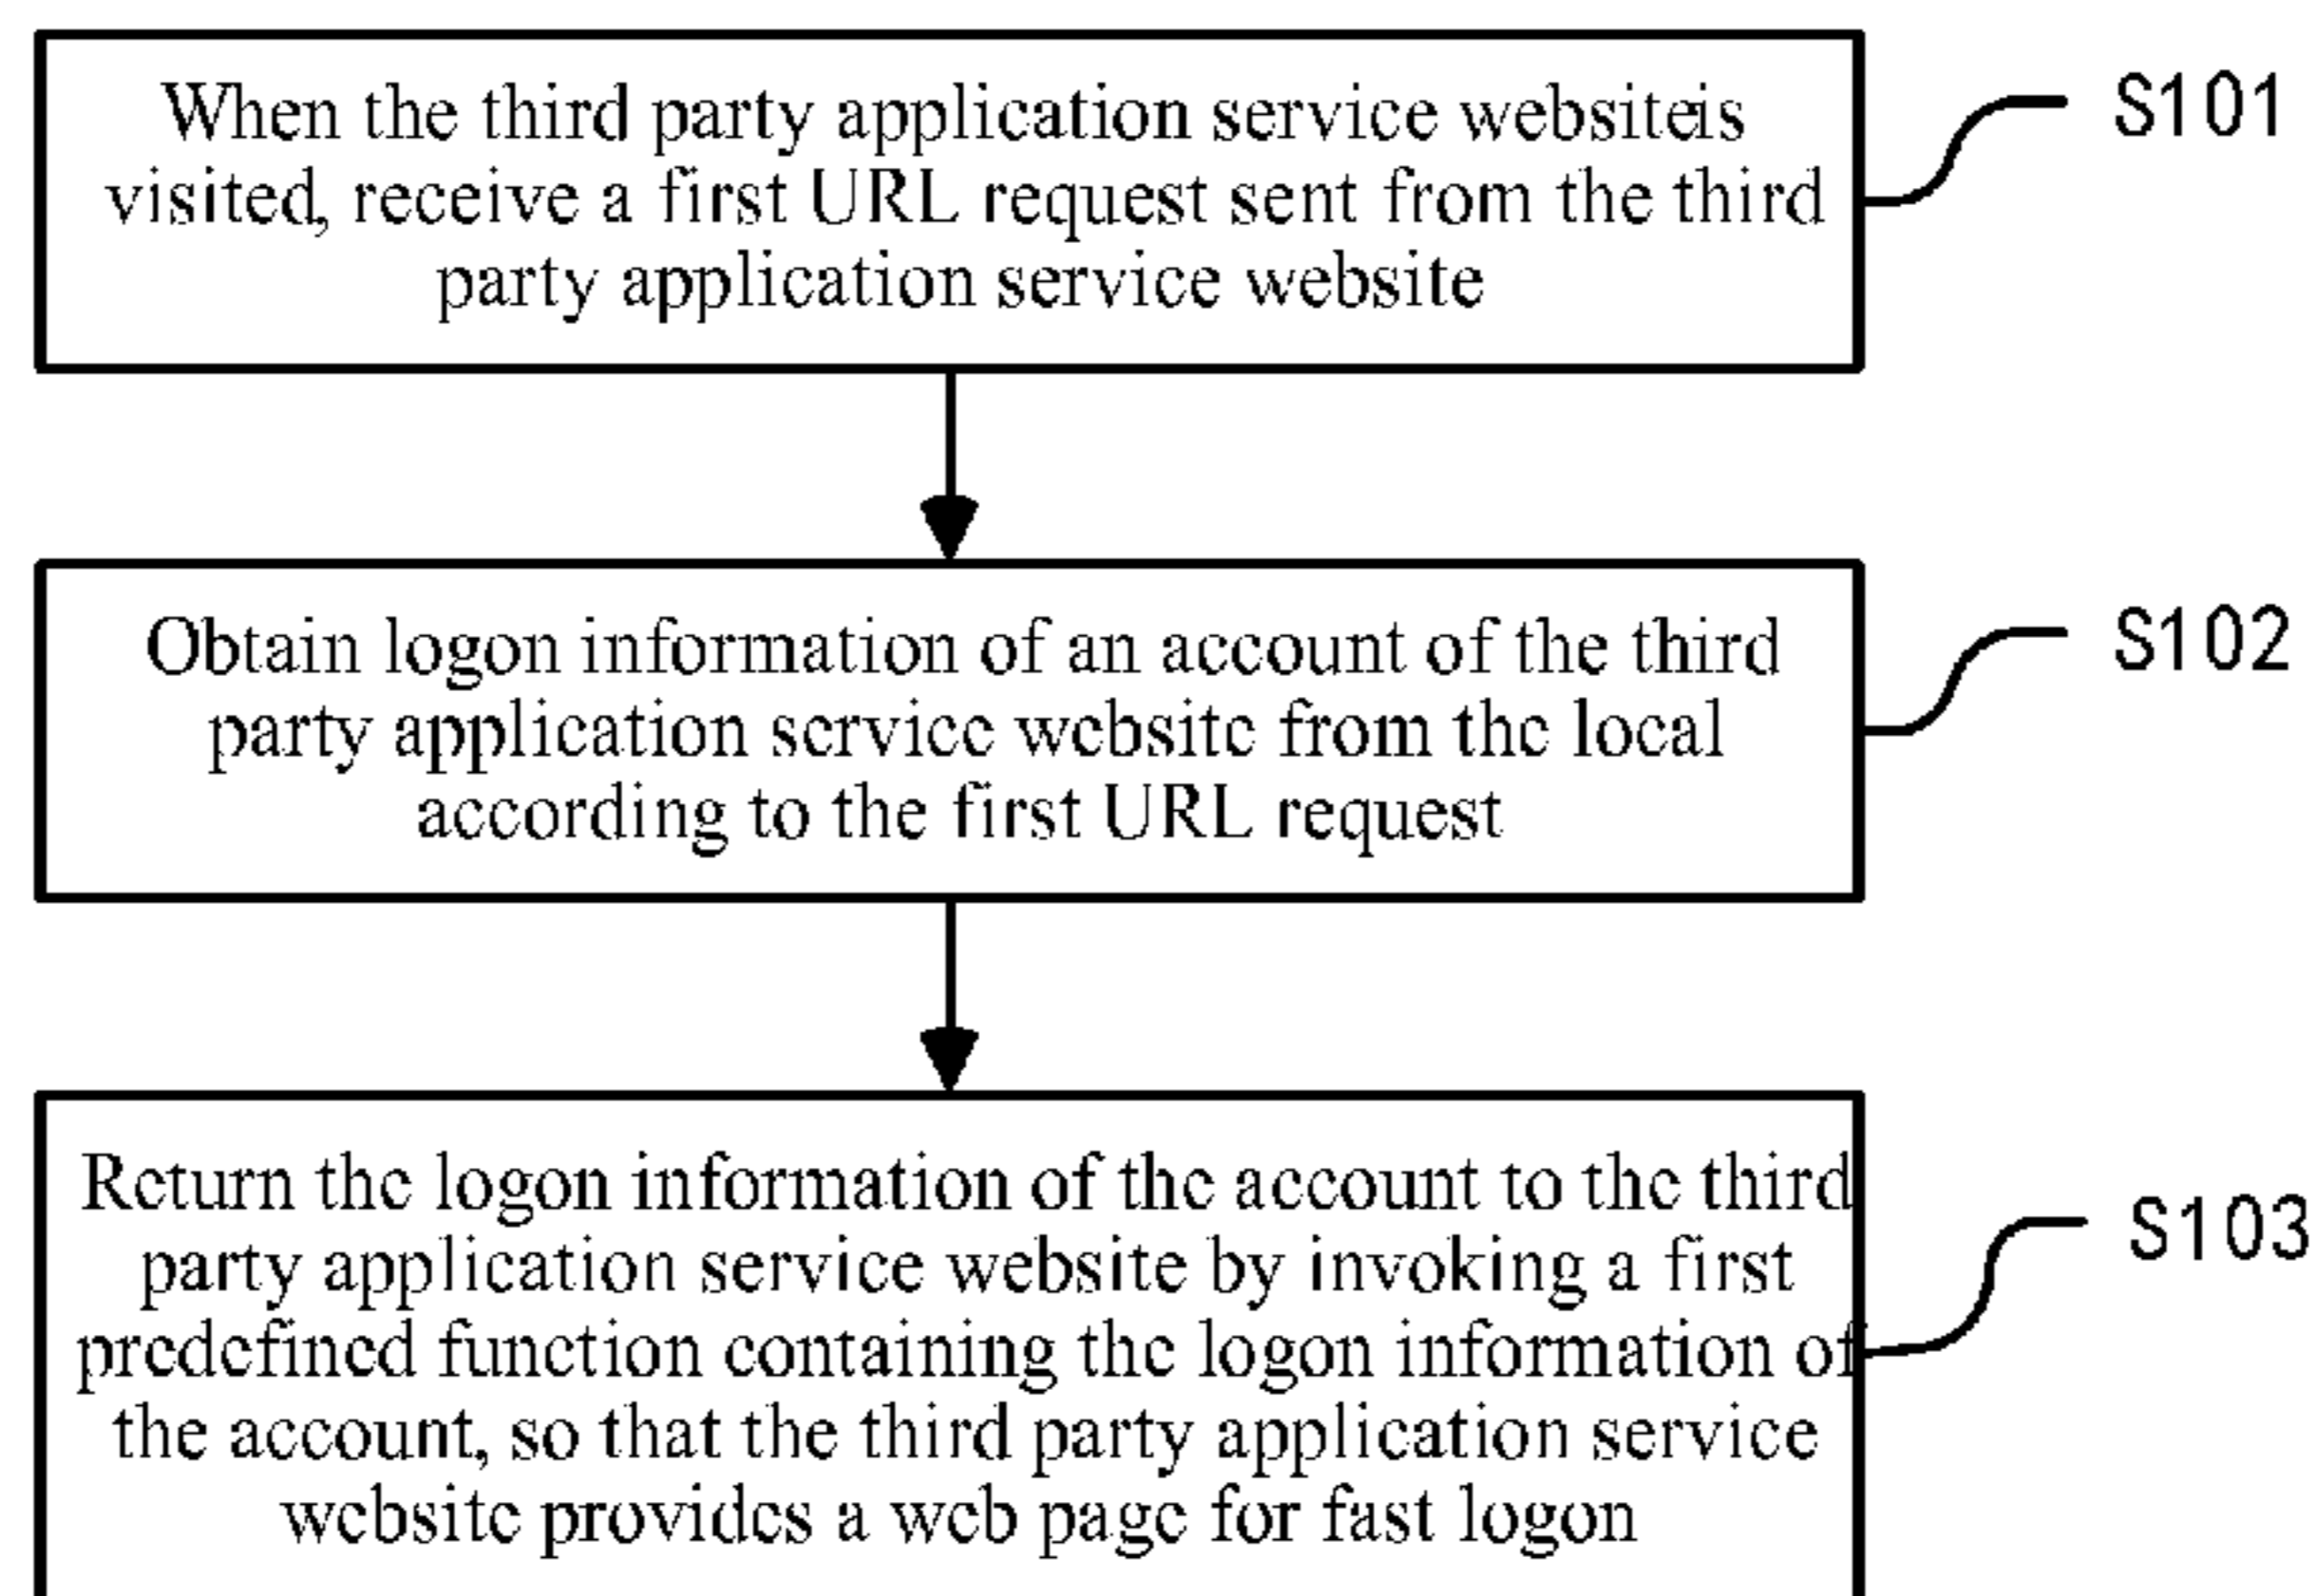 When the third party application service websiteis
visited, receive a first URL request sent from the third
party application service website
S101
Obtain logon information of an account of the third
party application service website from the local
according to the first URL request
S102
Return the logon information of the account to the third
party application service website by invoking a first
predefined function containing the logon information of
the account, so that the third party application service
website provides a web page for fast logon
S103